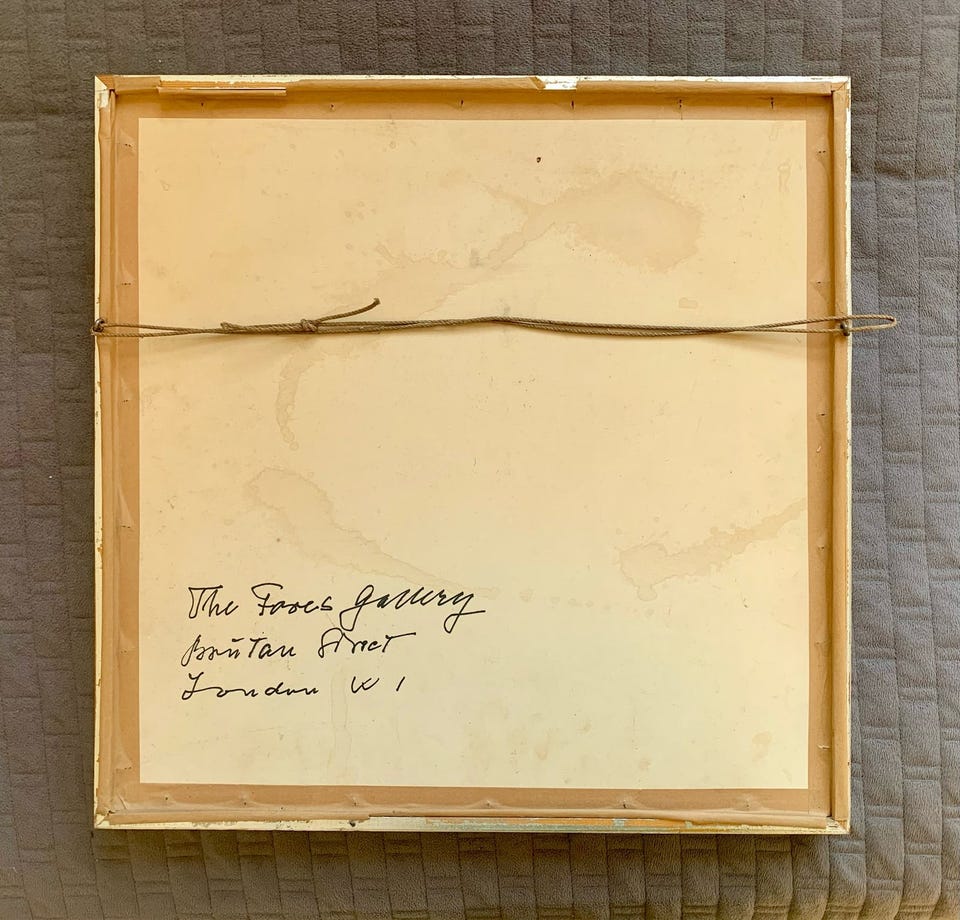 The Fores Gallery
Bruton Street
London W 1